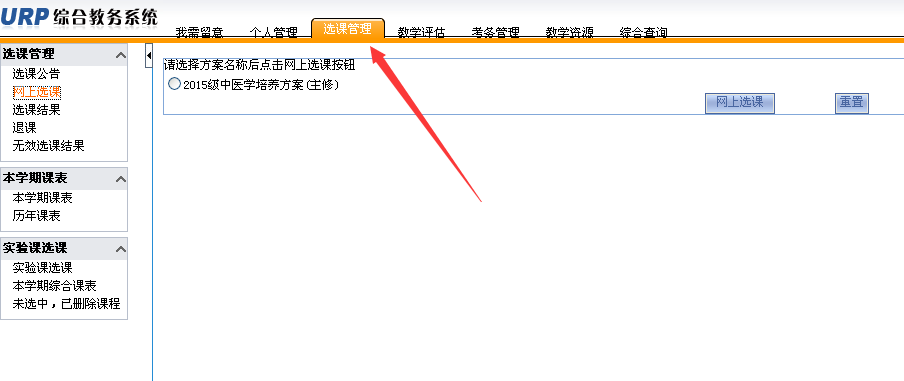 URP综合教务系统
我需留意 个人管理 选课管理 教学评估 考务管理 教学资源 综合查询
选课管理
选课公告
网上选课
选课结果
退课
无效选课结果
本学期课表
本学期课表
历年课表
实验课选课
实验课选课
本学期综合课表
未选中，已删除课程
请选择方案名称后点击网上选课按钮
2015级中医学培养方案(主修)
网上选课 重置